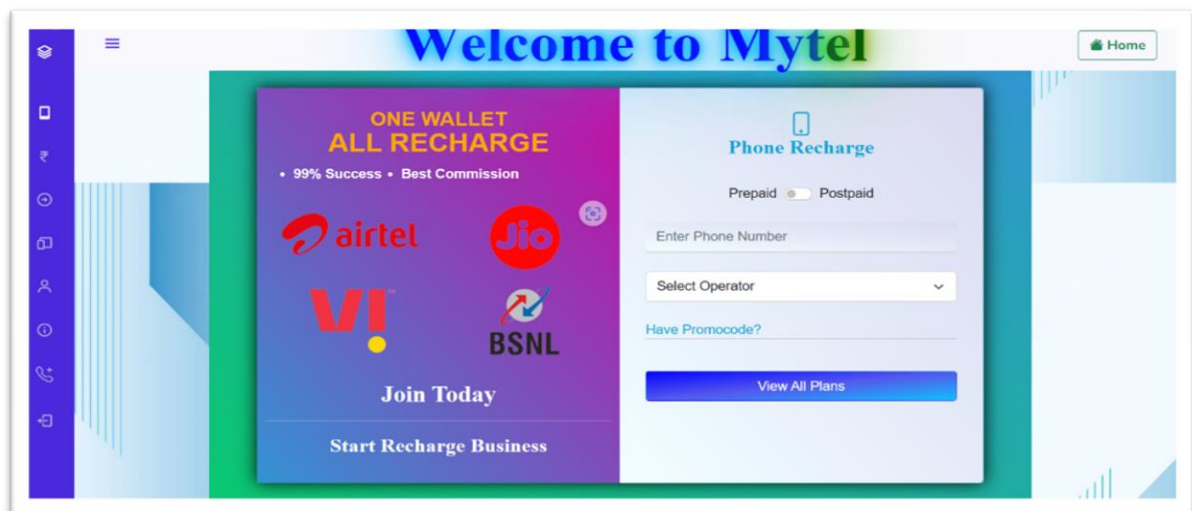 Welcome to Mytel
Home
ONE WALLET
ALL RECHARGE
• 99% Success • Best Commission
airtel
Jio
VI
BSNL
Join Today
Start Recharge Business
Phone Recharge
Prepaid Postpaid
Enter Phone Number
Select Operator
Have Promocode?
View All Plans